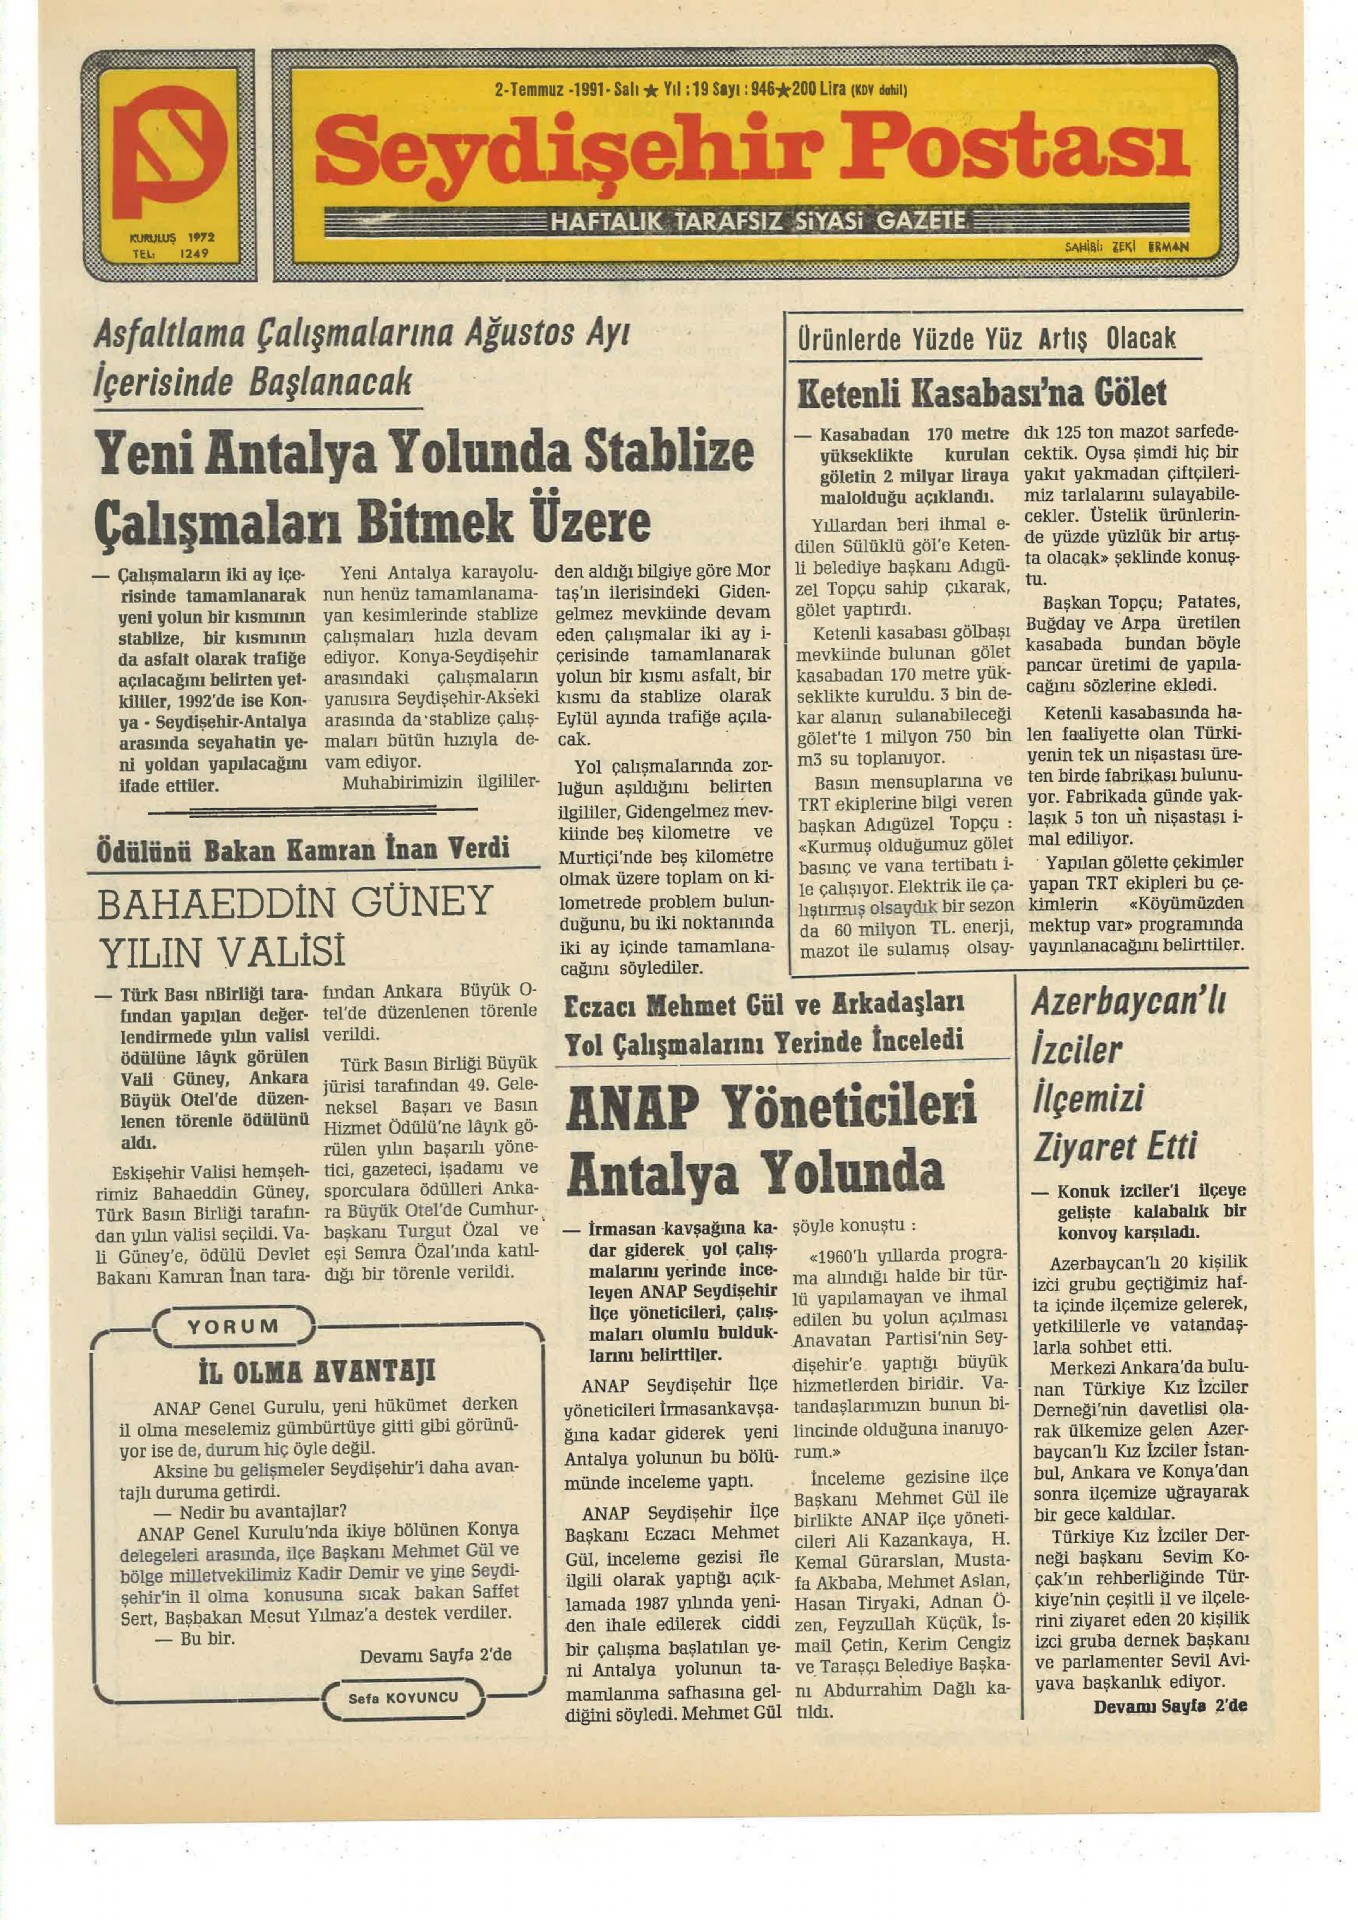 KURULUŞ 1972
TEL: 1249
2-Temmuz -1991- Salı ★ Yıl : 19 Sayı : 946★200 Lira (KDV dahil)
Seydişehir Postası
HAFTALIK TARAFSIZ SİYASİ GAZETE
SAHİBİ: ZEKİ ERMAN
Asfaltlama Çalışmalarına Ağustos Ayı
İçerisinde Başlanacak
Yeni Antalya Yolunda Stablize
Çalışmaları Bitmek Üzere
— Çalışmaların iki ay içe-
risinde tamamlanarak
yeni yolun bir kısmının
stablize, bir kısmının
da asfalt olarak trafiğe
açılacağını belirten yet-
kililer, 1992'de ise Kon-
ya - Seydişehir-Antalya
arasında seyahatin ye-
ni yoldan yapılacağını
ifade ettiler.
Yeni Antalya karayolu-
nun henüz tamamlanama-
yan kesimlerinde stablize
çalışmaları hızla devam
ediyor. Konya-Seydişehir
arasındaki çalışmaların
yanısıra Seydişehir-Akseki
arasında da stablize çalış-
maları bütün hızıyla de-
vam ediyor.
Muhabirimizin ilgililer-
den aldığı bilgiye göre Mor
taş'ın ilerisindeki Giden-
gelmez mevkiinde devam
eden çalışmalar iki ay i-
çerisinde tamamlanarak
yolun bir kısmı asfalt, bir
kısmı da stablize olarak
Eylül ayında trafiğe açıla-
cak.
Yol çalışmalarında zor-
luğun aşıldığını belirten
ilgililer, Gidengelmez mev-
kiinde beş kilometre ve
Murtiçi'nde beş kilometre
olmak üzere toplam on ki-
lometrede problem bulun-
duğunu, bu iki noktanında
iki ay içinde tamamlana-
cağını söylediler.
Ürünlerde Yüzde Yüz Artış Olacak
Ketenli Kasabası'na Gölet
— Kasabadan 170 metre
yükseklikte kurulan
göletin 2 milyar liraya
malolduğu açıklandı.
Yıllardan beri ihmal e-
dilen Sülüklü göl'e Keten-
li belediye başkanı Adıgü-
zel Topçu sahip çıkarak,
gölet yaptırdı.
Ketenli kasabası gölbaşı
mevkiinde bulunan gölet
kasabadan 170 metre yük-
seklikte kuruldu. 3 bin de-
kar alanın sulanabileceği
gölet'te 1 milyon 750 bin
m3 su toplanıyor.
Basın mensuplarına ve
TRT ekiplerine bilgi veren
başkan Adıgüzel Topçu :
«Kurmuş olduğumuz gölet
basınç ve vana tertibatı i-
le çalışıyor. Elektrik ile ça-
lıştırmış olsaydık bir sezon
da 60 milyon TL. enerji,
mazot ile sulamış olsay-
dık 125 ton mazot sarfede-
cektik. Oysa şimdi hiç bir
yakıt yakmadan çiftçileri-
miz tarlalarını sulayabile-
cekler. Üstelik ürünlerin-
de yüzde yüzlük bir artış-
ta olacak» şeklinde konuş-
tu.
Başkan Topçu; Patates,
Buğday ve Arpa üretilen
kasabada bundan böyle
pancar üretimi de yapıla-
cağını sözlerine ekledi.
Ketenli kasabasında ha-
len faaliyette olan Türki-
yenin tek un nişastası üre-
ten birde fabrikası bulunu-
yor. Fabrikada günde yak-
laşık 5 ton un nişastası i-
mal ediliyor.
Yapılan gölette çekimler
yapan TRT ekipleri bu çe-
kimlerin «Köyümüzden
mektup var» programında
yayınlanacağını belirttiler.
Ödülünü Bakan Kamran İnan Verdi
BAHAEDDİN GÜNEY
YILIN VALİSİ
— Türk Bası nBirliği tara-
fından yapılan değer-
lendirmede yılın valisi
ödülüne lâyık görülen
Vali Güney, Ankara
Büyük Otel'de düzen-
lenen törenle ödülünü
aldı.
Eskişehir Valisi hemşeh-
rimiz Bahaeddin Güney,
Türk Basın Birliği tarafın-
dan yılın valisi seçildi. Va-
li Güney'e, ödülü Devlet
Bakanı Kamran İnan tara-
fından Ankara Büyük O-
tel'de düzenlenen törenle
verildi.
Türk Basın Birliği Büyük
jürisi tarafından 49. Gele-
neksel Başarı ve Basın
Hizmet Ödülü'ne lâyık gö-
rülen yılın başarılı yöne-
tici, gazeteci, işadamı ve
sporculara ödülleri Anka-
ra Büyük Otel'de Cumhur-
başkanı Turgut Özal ve
eşi Semra Özal'ında katıl-
dığı bir törenle verildi.
YORUM
İL OLMA AVANTAJI
ANAP Genel Gurulu, yeni hükümet derken
il olma meselemiz gümbürtüye gitti gibi görünü-
yor ise de, durum hiç öyle değil.
Aksine bu gelişmeler Seydişehir'i daha avan-
tajlı duruma getirdi.
— Nedir bu avantajlar?
ANAP Genel Kurulu'nda ikiye bölünen Konya
delegeleri arasında, ilçe Başkanı Mehmet Gül ve
bölge milletvekilimiz Kadir Demir ve yine Seydi-
şehir'in il olma konusuna sıcak bakan Saffet
Sert, Başbakan Mesut Yılmaz'a destek verdiler.
— Bu bir.
Devamı Sayfa 2'de
Sefa KOYUNCU
Eczacı Mehmet Gül ve Arkadaşları
Yol Çalışmalarını Yerinde İnceledi
ANAP Yöneticileri
Antalya Yolunda
— İrmasan kavşağına ka-
dar giderek yol çalış-
malarını yerinde ince-
leyen ANAP Seydişehir
İlçe yöneticileri, çalış-
maları olumlu bulduk-
larını belirttiler.
ANAP Seydişehir İlçe
yöneticileri İrmasankavşa-
ğına kadar giderek yeni
Antalya yolunun bu bölü-
münde inceleme yaptı.
ANAP Seydişehir İlçe
Başkanı Eczacı Mehmet
Gül, inceleme gezisi ile
ilgili olarak yaptığı açık-
lamada 1987 yılında yeni-
den ihale edilerek ciddi
bir çalışma başlatılan ye-
ni Antalya yolunun ta-
mamlanma safhasına gel-
diğini söyledi. Mehmet Gül
şöyle konuştu :
«1960'lı yıllarda progra-
ma alındığı halde bir tür-
lü yapılamayan ve ihmal
edilen bu yolun açılması
Anavatan Partisi'nin Sey-
dişehir'e yaptığı büyük
hizmetlerden biridir. Va-
tandaşlarımızın bunun bi-
lincinde olduğuna inanıyo-
rum.»
İnceleme gezisine ilçe
Başkanı Mehmet Gül ile
birlikte ANAP ilçe yöneti-
cileri Ali Kazankaya, H.
Kemal Gürarslan, Musta-
fa Akbaba, Mehmet Aslan,
Hasan Tiryaki, Adnan Ö-
zen, Feyzullah Küçük, İs-
mail Çetin, Kerim Cengiz
ve Taraşçı Belediye Başka-
nı Abdurrahim Dağlı ka-
tıldı.
Azerbaycan'lı
İzciler
İlçemizi
Ziyaret Etti
— Konuk izciler'i ilçeye
gelişte kalabalık bir
konvoy karşıladı.
Azerbaycan'lı 20 kişilik
izci grubu geçtiğimiz haf-
ta içinde ilçemize gelerek,
yetkililerle ve vatandaş-
larla sohbet etti.
Merkezi Ankara'da bulu-
nan Türkiye Kız İzciler
Derneği'nin davetlisi ola-
rak ülkemize gelen Azer-
baycan'lı Kız İzciler İstan-
bul, Ankara ve Konya'dan
sonra ilçemize uğrayarak
bir gece kaldılar.
Türkiye Kız İzciler Der-
neği başkanı Sevim Ko-
çak'ın rehberliğinde Tür-
kiye'nin çeşitli il ve ilçele-
rini ziyaret eden 20 kişilik
izci gruba dernek başkanı
ve parlamenter Sevil Avi-
yava başkanlık ediyor.
Devamı Sayfa 2'de